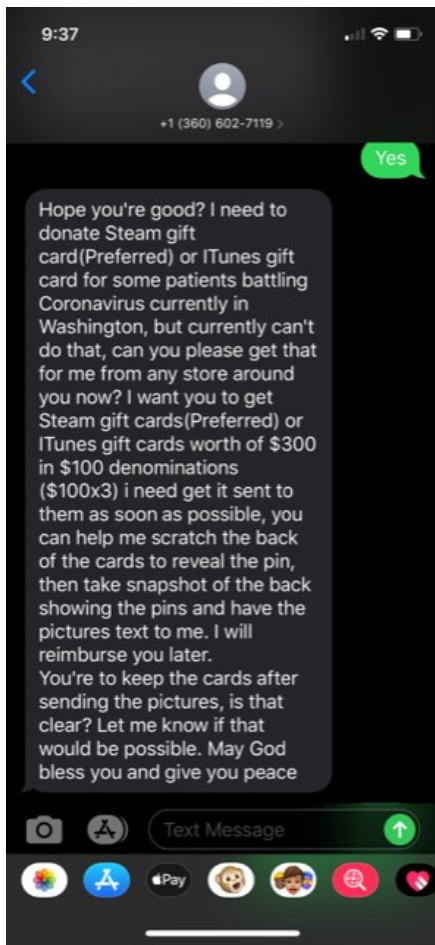 9:37
+1 (360) 602-7119 >
Yes
Hope you're good? I need to
donate Steam gift
card(Preferred) or ITunes gift
card for some patients battling
Coronavirus currently in
Washington, but currently can't
do that, can you please get that
for me from any store around
you now? I want you to get
Steam gift cards(Preferred) or
ITunes gift cards worth of $300
in $100 denominations
($100x3) i need get it sent to
them as soon as possible, you
can help me scratch the back
of the cards to reveal the pin,
then take snapshot of the back
showing the pins and have the
pictures text to me. I will
reimburse you later.
You're to keep the cards after
sending the pictures, is that
clear? Let me know if that
would be possible. May God
bless you and give you peace
Text Message
Pay